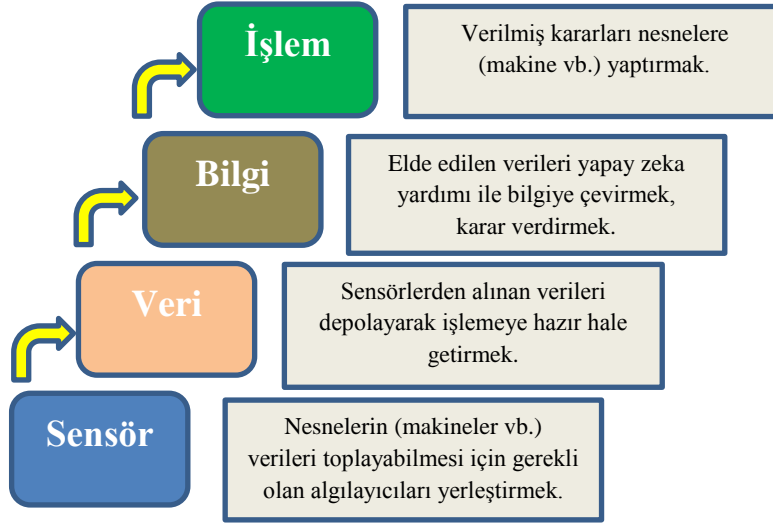 İşlem
Verilmiş kararları nesnelere
(makine vb.) yaptırmak.
Bilgi
Elde edilen verileri yapay zeka
yardımı ile bilgiye çevirmek,
karar verdirmek.
Veri
Sensörlerden alınan verileri
depolayarak işlemeye hazır hale
getirmek.
Sensör
Nesnelerin (makineler vb.)
verileri toplayabilmesi için gerekli
olan algılayıcıları yerleştirmek.